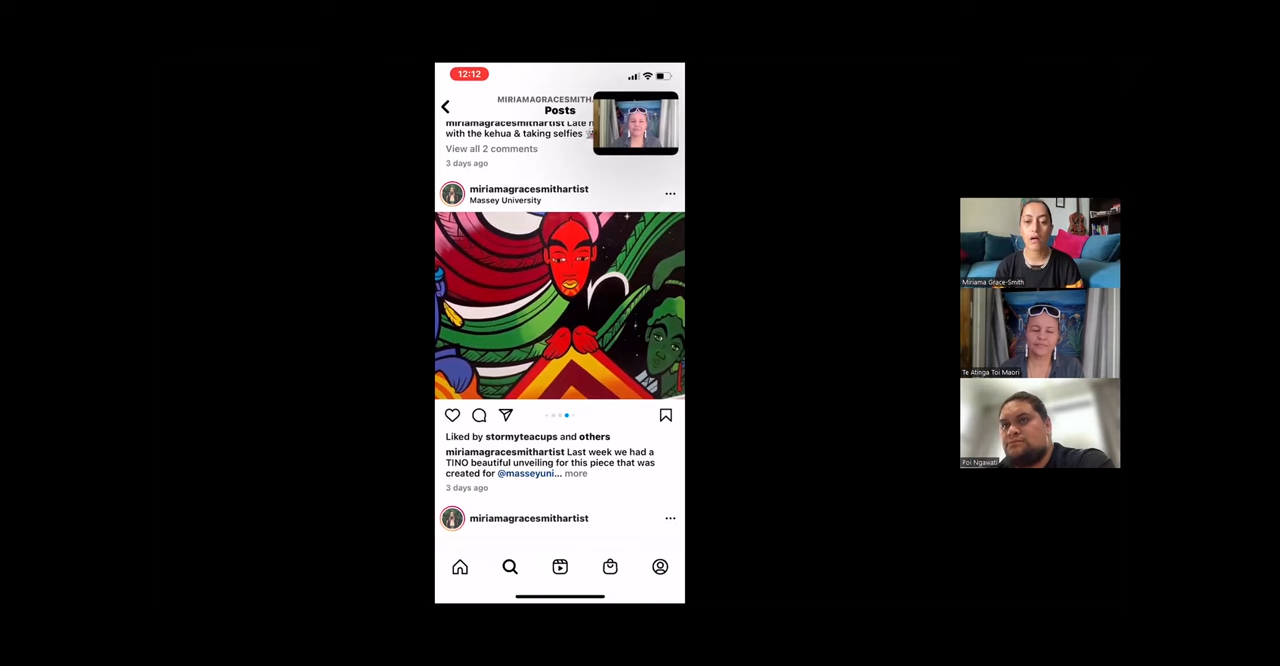 12:12
MIRIAMAGRACESMITH
Posts
miriamagracesmithartist Late n
with the kehua & taking selfies
View all 2 comments
3 days ago
miriamagracesmithartist
Massey University
Liked by stormyteacups and others
miriamagracesmithartist Last week we had a
TINO beautiful unveiling for this piece that was
created for @masseyuni... more
3 days ago
miriamagracesmithartist
Miriama Grace-Smith
Te Atinga Toi Maori
Poi Ngawati